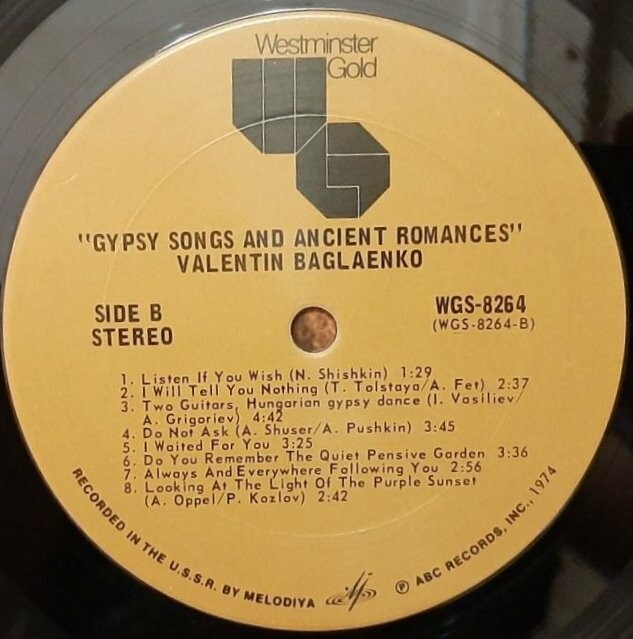 Westminster
Gold
"GYPSY SONGS AND ANCIENT ROMANCES"
VALENTIN BAGLAENKO
SIDE B
STEREO
WGS-8264
(WGS-8264-B)
1. Listen If You Wish (N. Shishkin) 1:29
2. I Will Tell You Nothing (T. Tolstaya/A. Fet) 2:37
3. Two Guitars, Hungarian gypsy dance (I. Vasiliev/
A. Grigoriev) 4:42
4. Do Not Ask (A. Shuser/A. Pushkin) 3:45
5. I Waited For You 3:25
6. Do You Remember The Quiet Pensive Garden 3:36
7. Always And Everywhere Following You 2:56
8. Looking At The Light Of The Purple Sunset
(A. Oppel/P. Kozlov) 2:42
RECORDED IN THE U.S.S.R. BY MELODIYA ℗ ABC RECORDS, INC., 1974